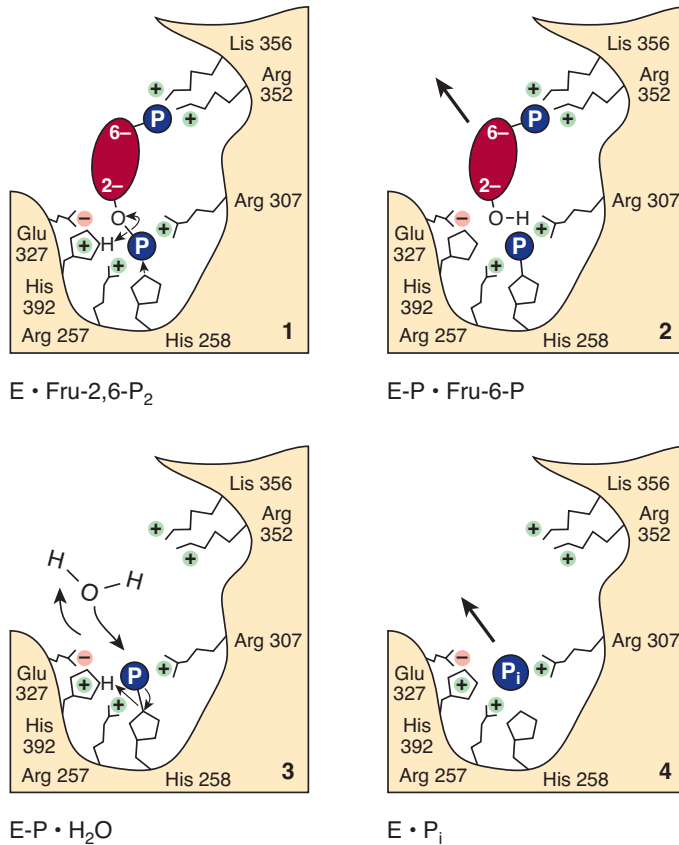 Lis 356
Arg
352
+
P
+
6–
2–
–
O
Arg 307
+
Glu
327
+
H
P
+
His
392
Arg 257
His 258
1
E • Fru-2,6-P₂
Lis 356
Arg
352
+
P
+
6–
2–
–
O–H
Arg 307
+
Glu
327
P
+
His
392
Arg 257
His 258
2
E-P • Fru-6-P
Lis 356
Arg
352
+
+
H
H
O
Arg 307
–
P
+
Glu
327
+
H
+
His
392
Arg 257
His 258
3
E-P • H₂O
Lis 356
Arg
352
+
+
Arg 307
–
Pᵢ
+
Glu
327
+
+
His
392
Arg 257
His 258
4
E • Pᵢ